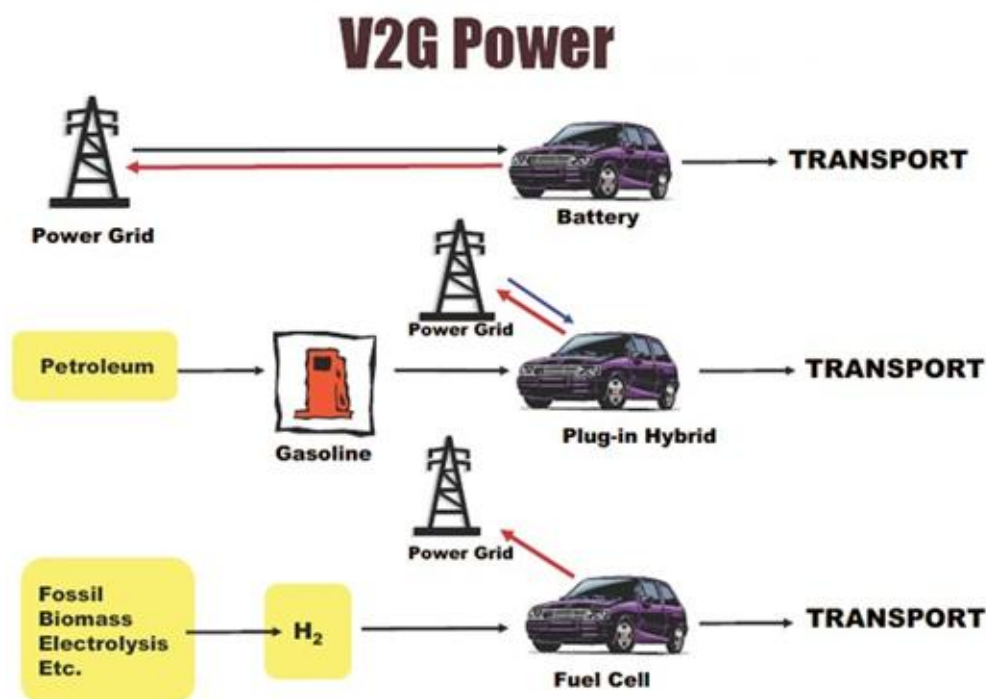 V2G Power
TRANSPORT
Battery
Power Grid
Power Grid
Petroleum
TRANSPORT
Plug-in Hybrid
Gasoline
Power Grid
Fossil
Biomass
Electrolysis
Etc.
H₂
TRANSPORT
Fuel Cell